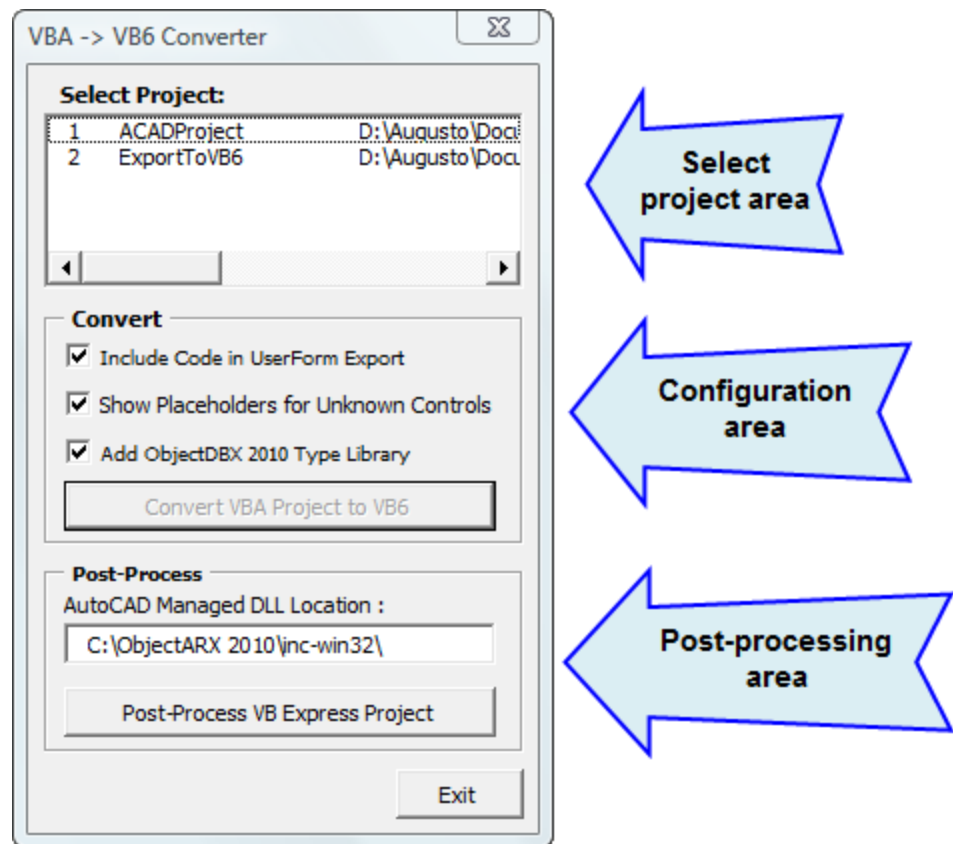 VBA -> VB6 Converter
Select Project:
1 ACADProject D:\Augusto\Docu
2 ExportToVB6 D:\Augusto\Docu
Select
project area
Convert
Include Code in UserForm Export
Show Placeholders for Unknown Controls
Add ObjectDBX 2010 Type Library
Convert VBA Project to VB6
Configuration
area
Post-Process
AutoCAD Managed DLL Location :
C:\ObjectARX 2010\inc-win32\
Post-Process VB Express Project
Post-processing
area
Exit